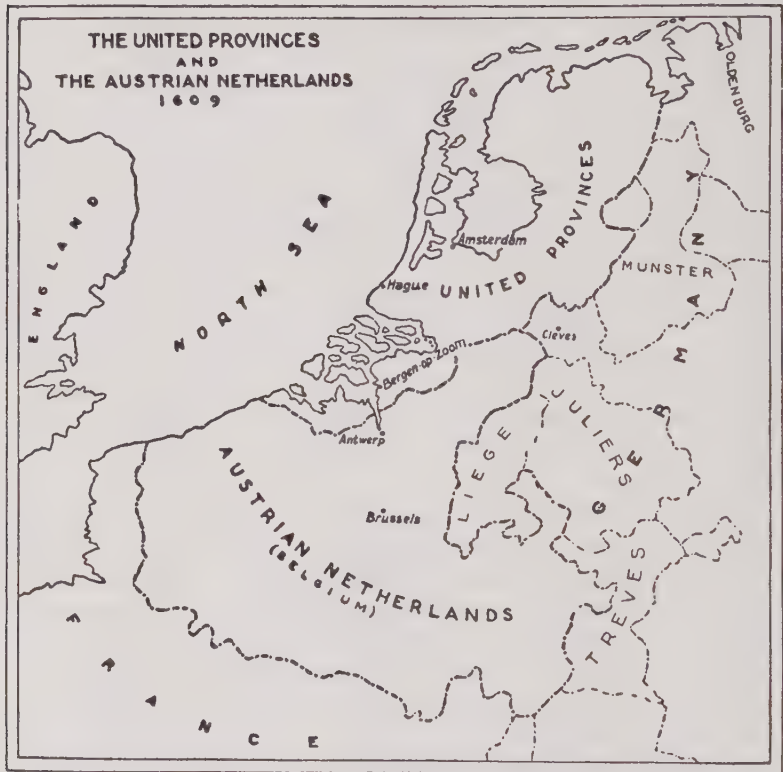 THE UNITED PROVINCES
AND
THE AUSTRIAN NETHERLANDS
1609
OLDENBURG
ENGLAND
NORTH SEA
Amsterdam
Hague
UNITED PROVINCES
MUNSTER
GERMANY
Cleves
Bergen-op-Zoom
Antwerp
LIEGE
JULIERS
Brussels
AUSTRIAN NETHERLANDS
(BELGIUM)
TREVES
FRANCE